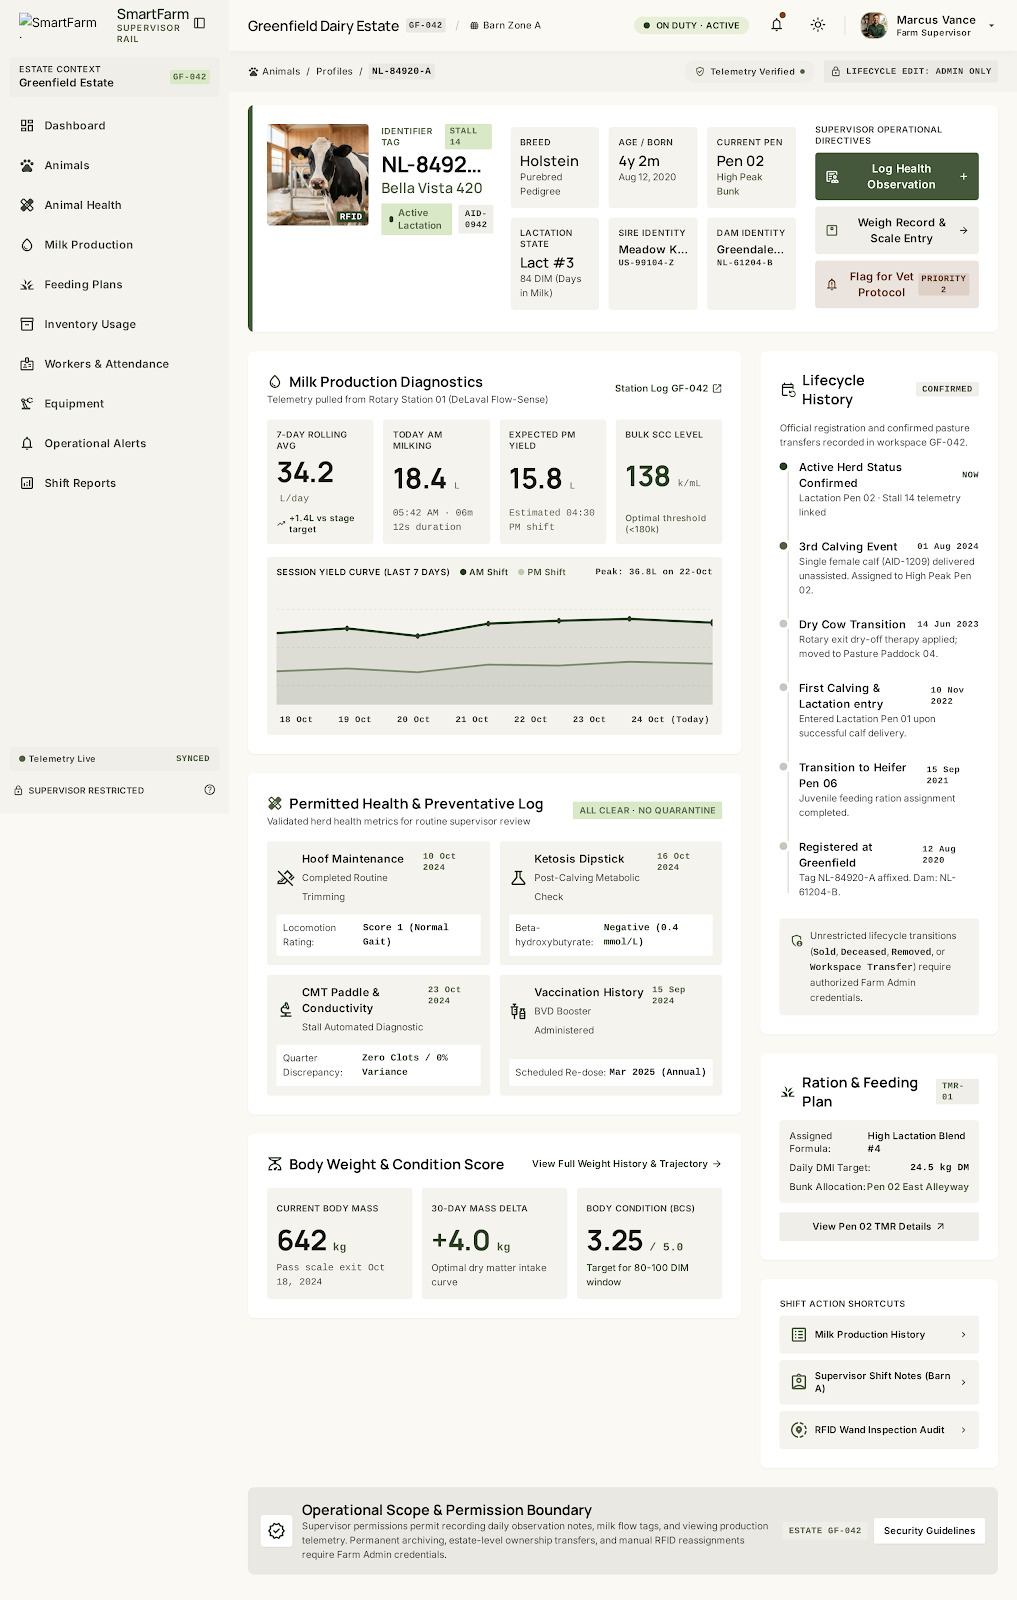 SmartFarm
SmartFarm
SUPERVISOR
RAIL
ESTATE CONTEXT
Greenfield Estate
GF-042
Dashboard
Animals
Animal Health
Milk Production
Feeding Plans
Inventory Usage
Workers & Attendance
Equipment
Operational Alerts
Shift Reports
Telemetry Live
SYNCED
SUPERVISOR RESTRICTED
Greenfield Dairy Estate GF-042 / Barn Zone A
ON DUTY · ACTIVE
Marcus Vance
Farm Supervisor
Animals / Profiles / NL-84920-A
Telemetry Verified
LIFECYCLE EDIT: ADMIN ONLY
RFID
IDENTIFIER
TAG
STALL
14
NL-8492...
Bella Vista 420
Active
Lactation
AID-
0942
BREED
Holstein
Purebred
Pedigree
AGE / BORN
4y 2m
Aug 12, 2020
CURRENT PEN
Pen 02
High Peak
Bunk
LACTATION
STATE
Lact #3
84 DIM (Days
in Milk)
SIRE IDENTITY
Meadow K...
US-99104-Z
DAM IDENTITY
Greendale...
NL-61204-B
SUPERVISOR OPERATIONAL
DIRECTIVES
Log Health
Observation
Weigh Record &
Scale Entry
Flag for Vet
Protocol
PRIORITY
2
Milk Production Diagnostics
Telemetry pulled from Rotary Station 01 (DeLaval Flow-Sense)
Station Log GF-042
7-DAY ROLLING
AVG
34.2
L/day
+1.4L vs stage
target
TODAY AM
MILKING
18.4 L
05:42 AM · 06m
12s duration
EXPECTED PM
YIELD
15.8 L
Estimated 04:30
PM shift
BULK SCC LEVEL
138 k/mL
Optimal threshold
(<180k)
SESSION YIELD CURVE (LAST 7 DAYS)
AM Shift
PM Shift
Peak: 36.8L on 22-Oct
18 Oct
19 Oct
20 Oct
21 Oct
22 Oct
23 Oct
24 Oct (Today)
Permitted Health & Preventative Log
Validated herd health metrics for routine supervisor review
ALL CLEAR · NO QUARANTINE
Hoof Maintenance
10 Oct
2024
Completed Routine
Trimming
Locomotion
Rating:
Score 1 (Normal
Gait)
Ketosis Dipstick
16 Oct
2024
Post-Calving Metabolic
Check
Beta-
hydroxybutyrate:
Negative (0.4
mmol/L)
CMT Paddle &
Conductivity
23 Oct
2024
Stall Automated Diagnostic
Quarter
Discrepancy:
Zero Clots / 0%
Variance
Vaccination History
15 Sep
2024
BVD Booster
Administered
Scheduled Re-dose: Mar 2025 (Annual)
Body Weight & Condition Score
View Full Weight History & Trajectory
CURRENT BODY MASS
642 kg
Pass scale exit Oct
18, 2024
30-DAY MASS DELTA
+4.0 kg
Optimal dry matter intake
curve
BODY CONDITION (BCS)
3.25 / 5.0
Target for 80-100 DIM
window
Lifecycle
History
CONFIRMED
Official registration and confirmed pasture
transfers recorded in workspace GF-042.
Active Herd Status
Confirmed
NOW
Lactation Pen 02 · Stall 14 telemetry
linked
3rd Calving Event
01 Aug 2024
Single female calf (AID-1209) delivered
unassisted. Assigned to High Peak Pen
02.
Dry Cow Transition
14 Jun 2023
Rotary exit dry-off therapy applied;
moved to Pasture Paddock 04.
First Calving &
Lactation entry
10 Nov
2022
Entered Lactation Pen 01 upon
successful calf delivery.
Transition to Heifer
Pen 06
15 Sep
2021
Juvenile feeding ration assignment
completed.
Registered at
Greenfield
12 Aug
2020
Tag NL-84920-A affixed. Dam: NL-
61204-B.
Unrestricted lifecycle transitions
(Sold, Deceased, Removed, or
Workspace Transfer) require
authorized Farm Admin
credentials.
Ration & Feeding
Plan
TMR-
01
Assigned
Formula:
High Lactation Blend
#4
Daily DMI Target:
24.5 kg DM
Bunk Allocation: Pen 02 East Alleyway
View Pen 02 TMR Details
SHIFT ACTION SHORTCUTS
Milk Production History
Supervisor Shift Notes (Barn
A)
RFID Wand Inspection Audit
Operational Scope & Permission Boundary
Supervisor permissions permit recording daily observation notes, milk flow tags, and viewing production
telemetry. Permanent archiving, estate-level ownership transfers, and manual RFID reassignments
require Farm Admin credentials.
ESTATE GF-042
Security Guidelines